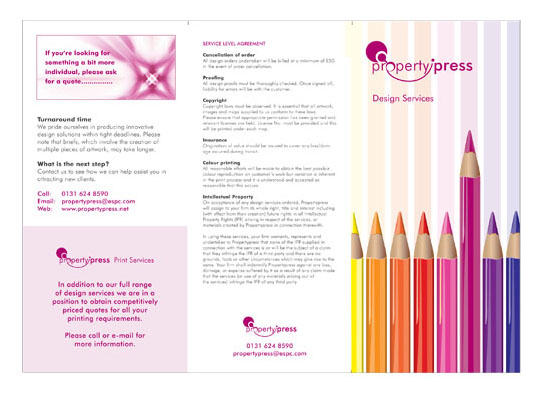 If you're looking for
something a bit more
individual, please ask
for a quote...............
Turnaround time
We pride ourselves in producing innovative
design solutions within tight deadlines. Please
note that briefs, which involve the creation of
multiple pieces of artwork, may take longer.
What is the next step?
Contact us to see how we can help assist you in
attracting new clients.
Call: 0131 624 8590
Email: propertypress@espc.com
Web: www.propertypress.net
propertypress Print Services
In addition to our full range
of design services we are in a
position to obtain competitively
priced quotes for all your
printing requirements.
Please call or e-mail for
more information.
SERVICE LEVEL AGREEMENT
Cancellation of order
All design orders undertaken will be billed at a minimum of £50
in the event of order cancellation.
Proofing
All design proofs must be thoroughly checked. Once signed off,
liability for errors will be with the customer.
Copyright
Copyright laws must be observed. It is essential that all artwork,
images and maps supplied to us conform to these laws.
Please ensure that appropriate permission has been granted and
relevant licenses are held. License No. must be provided and this
will be printed under each map.
Insurance
Origination of value should be insured to cover any loss/dam-
age occurred during transit.
Colour printing
All reasonable efforts will be made to obtain the best possible
colour reproduction on customer's work but variation is inherent
in the print process and it is understood and accepted as
reasonable that this occurs.
Intellectual Property
On acceptance of any design services ordered, Propertypress
will assign to your firm its whole right, title and interest including
(with effect from their creation) future rights in all Intellectual
Property Rights (IPR) arising in respect of the services, or
materials created by Propertypress in connection therewith.
In using these services, your firm warrants, represents and
undertakes to Propertypress that none of the IPR supplied in
connection with the services is or will be the subject of a claim
that they infringe the IPR of a third party and there are no
grounds, facts or other circumstances which may give rise to the
same. Your firm shall indemnify Propertypress against any loss,
damage, or expense suffered by it as a result of any claim made
that the services (or use of any materials arising out of
the services) infringe the IPR of any third party.
propertypress
0131 624 8590
propertypress@espc.com
propertypress
Design Services